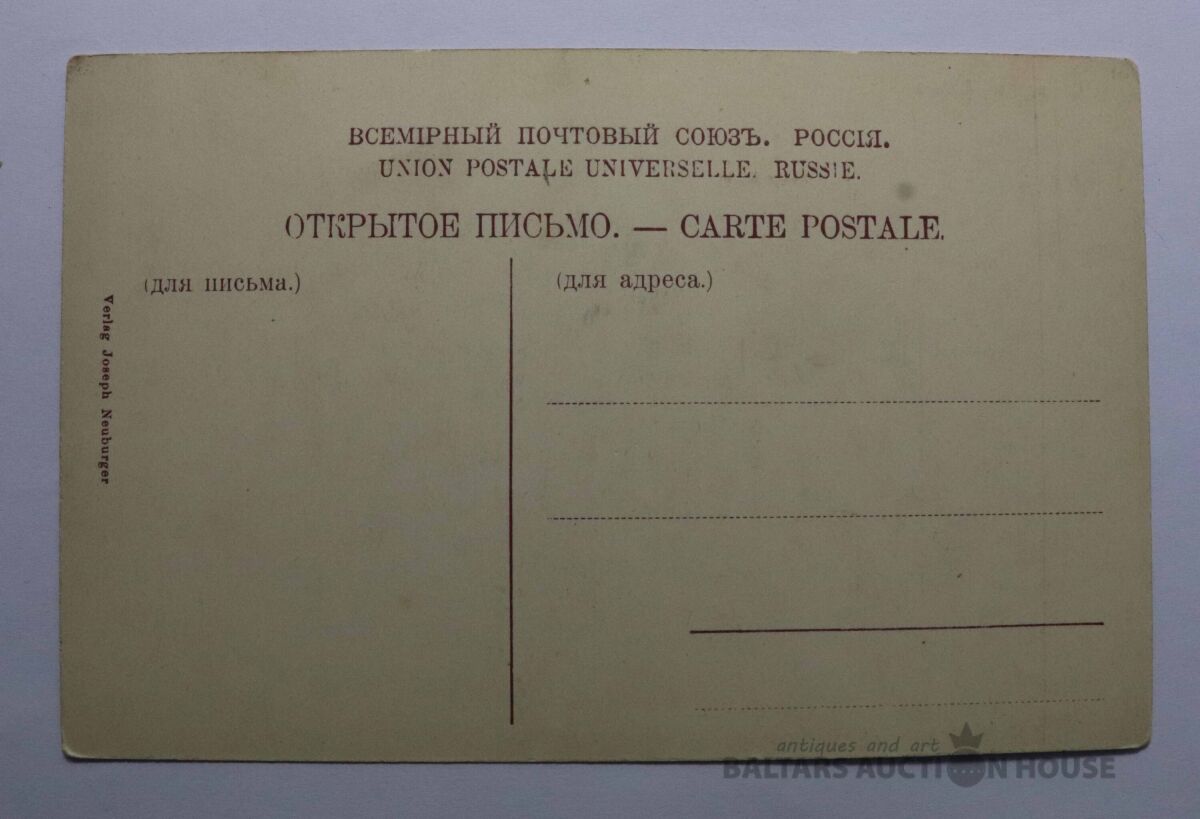 ВСЕМІРНЫЙ ПОЧТОВЫЙ СОЮЗЪ. РОССІЯ.
UNION POSTALE UNIVERSELLE. RUSSIE.
ОТКРЫТОЕ ПИСЬМО. — CARTE POSTALE.
(для письма.)
(для адреса.)
Verlag Joseph Neuburger
antiques and art
BALTARS AUCTION HOUSE